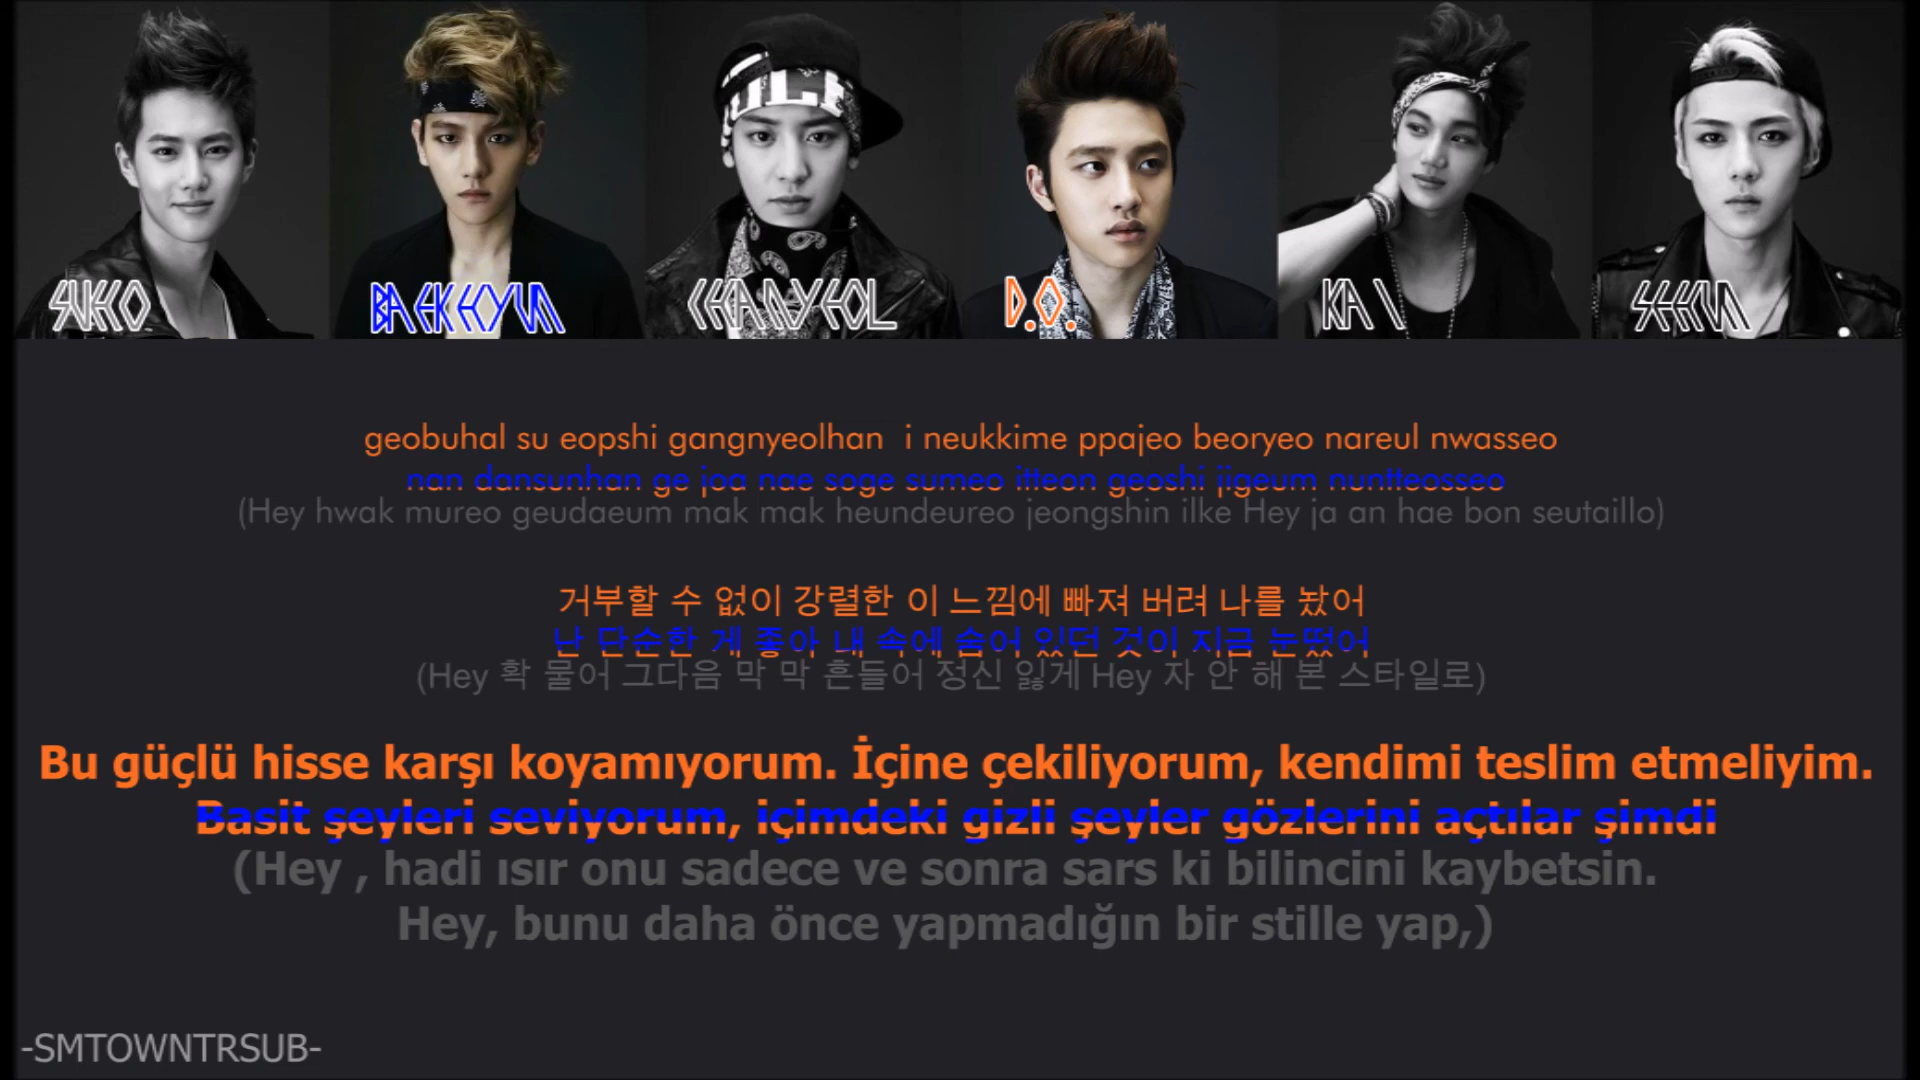 SUHO BAEKHYUN CHANYEOL D.O. KAI SEHUN
geobuhal su eopshi gangnyeolhan i neukkime ppajeo beoryeo nareul nwasseo
nan dansunhan ge joa nae soge sumeo itteon geoshi jigeum nuntteosseo
(Hey hwak mureo geudaeum mak mak heundeureo jeongshin ilke Hey ja an hae bon seutaillo)
거부할 수 없이 강렬한 이 느낌에 빠져 버려 나를 놨어
난 단순한 게 좋아 내 속에 숨어 있던 것이 지금 눈떴어
(Hey 확 물어 그다음 막 막 흔들어 정신 잃게 Hey 자 안 해 본 스타일로)
Bu güçlü hisse karşı koyamıyorum. İçine çekiliyorum, kendimi teslim etmeliyim.
Basit şeyleri seviyorum, içimdeki gizli şeyler gözlerini açtılar şimdi
(Hey , hadi ısır onu sadece ve sonra sars ki bilincini kaybetsin.
Hey, bunu daha önce yapmadığın bir stille yap,)
-SMTOWNTRSUB-